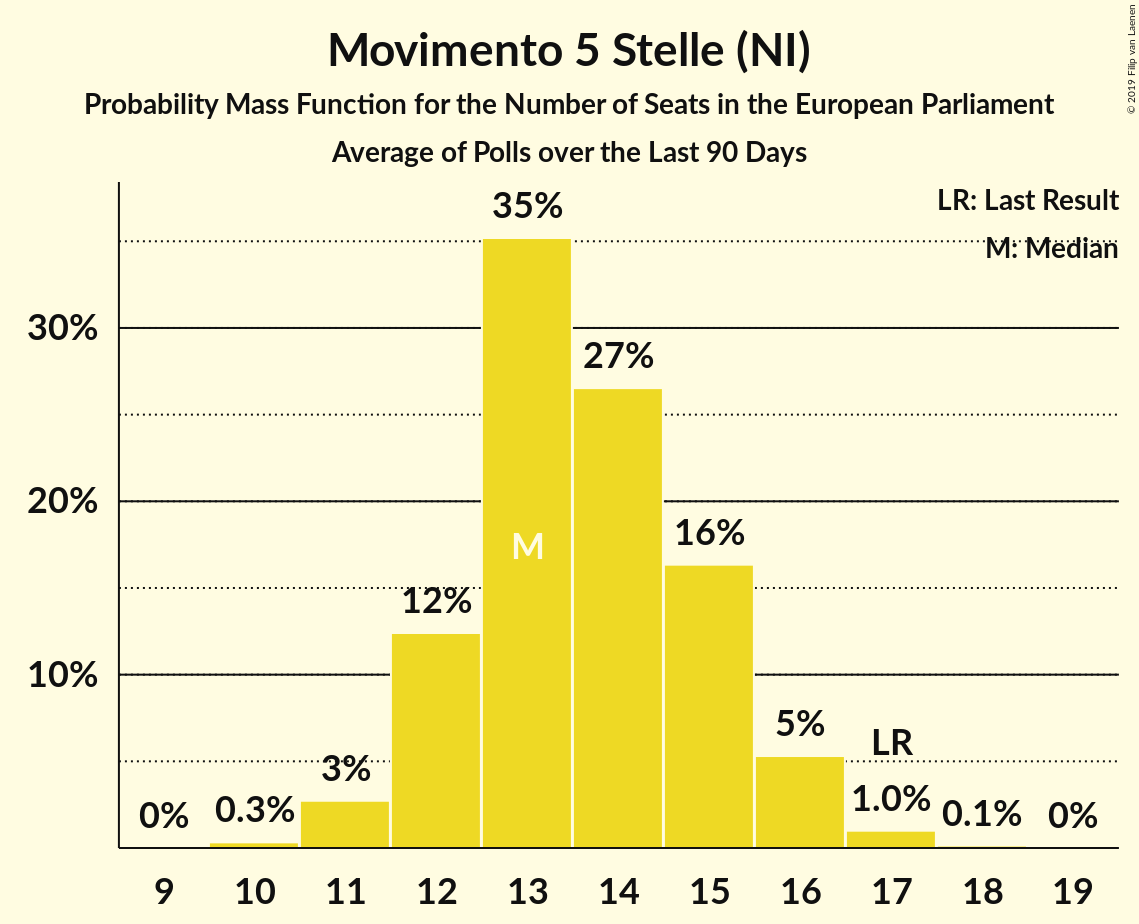 Movimento 5 Stelle (NI)
Probability Mass Function for the Number of Seats in the European Parliament
Average of Polls over the Last 90 Days
© 2019 Filip van Laenen
LR: Last Result
M: Median
35%
30%
27%
20%
16%
M
12%
10%
5%
LR
3%
1.0%
0.3%
0.1%
0%
0%
9 10 11 12 13 14 15 16 17 18 19